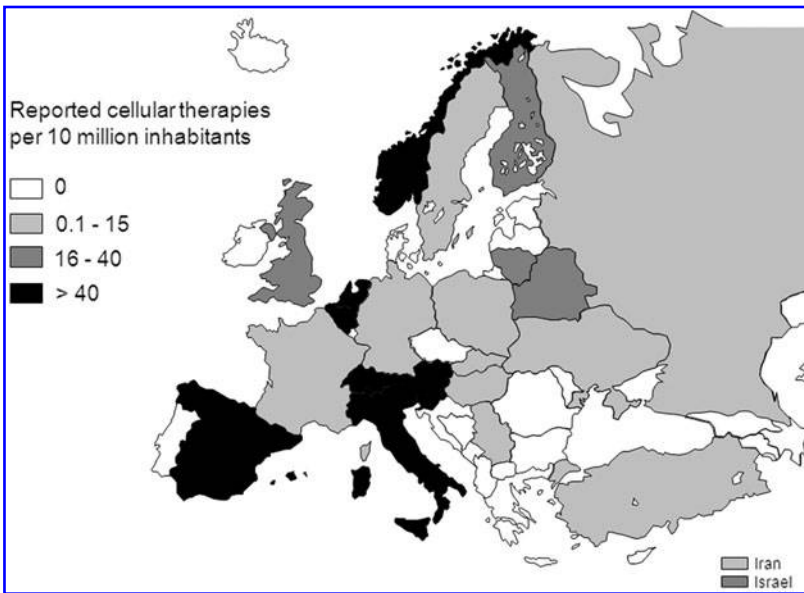 Reported cellular therapies
per 10 million inhabitants
0
0.1 - 15
16 - 40
> 40
Iran
Israel